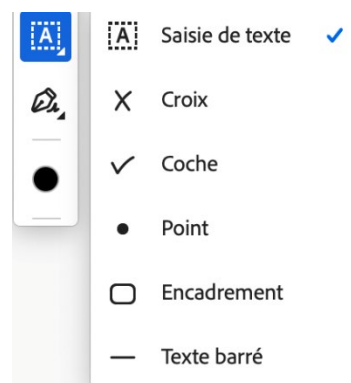 Saisie de texte
Croix
Coche
Point
Encadrement
Texte barré